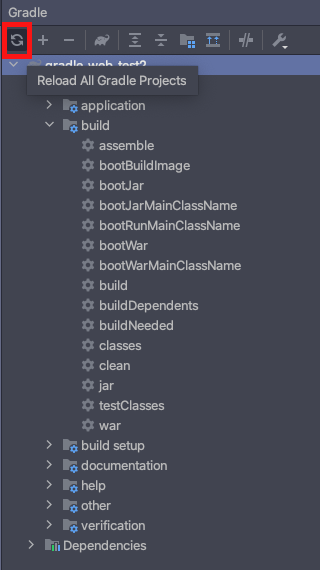 Gradle
gradle-web-test2
Reload All Gradle Projects
application
build
assemble
bootBuildImage
bootJar
bootJarMainClassName
bootRunMainClassName
bootWar
bootWarMainClassName
build
buildDependents
buildNeeded
classes
clean
jar
testClasses
war
build setup
documentation
help
other
verification
Dependencies